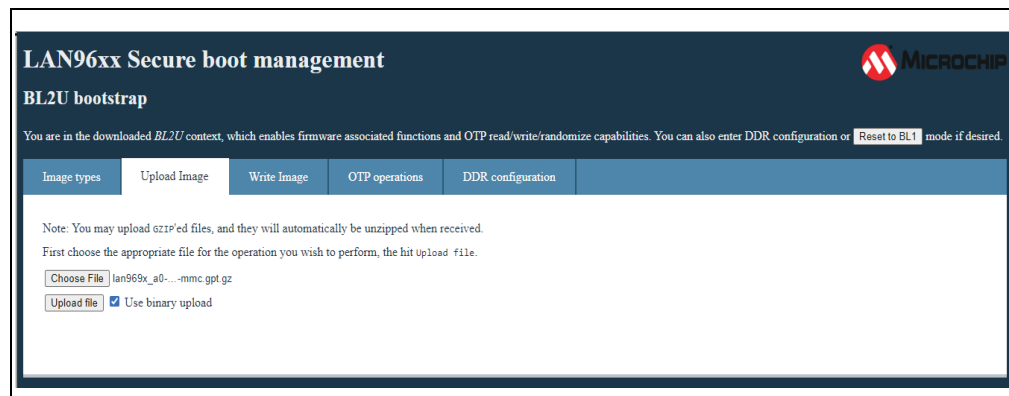 LAN96xx Secure boot management
MICROCHIP
BL2U bootstrap
You are in the downloaded BL2U context, which enables firmware associated functions and OTP read/write/randomize capabilities. You can also enter DDR configuration or Reset to BL1 mode if desired.
Image types Upload Image Write Image OTP operations DDR configuration
Note: You may upload GZIP'ed files, and they will automatically be unzipped when received.
First choose the appropriate file for the operation you wish to perform, the hit Upload file.
Choose File lan969x_a0-...-mmc.gpt.gz
Upload file Use binary upload